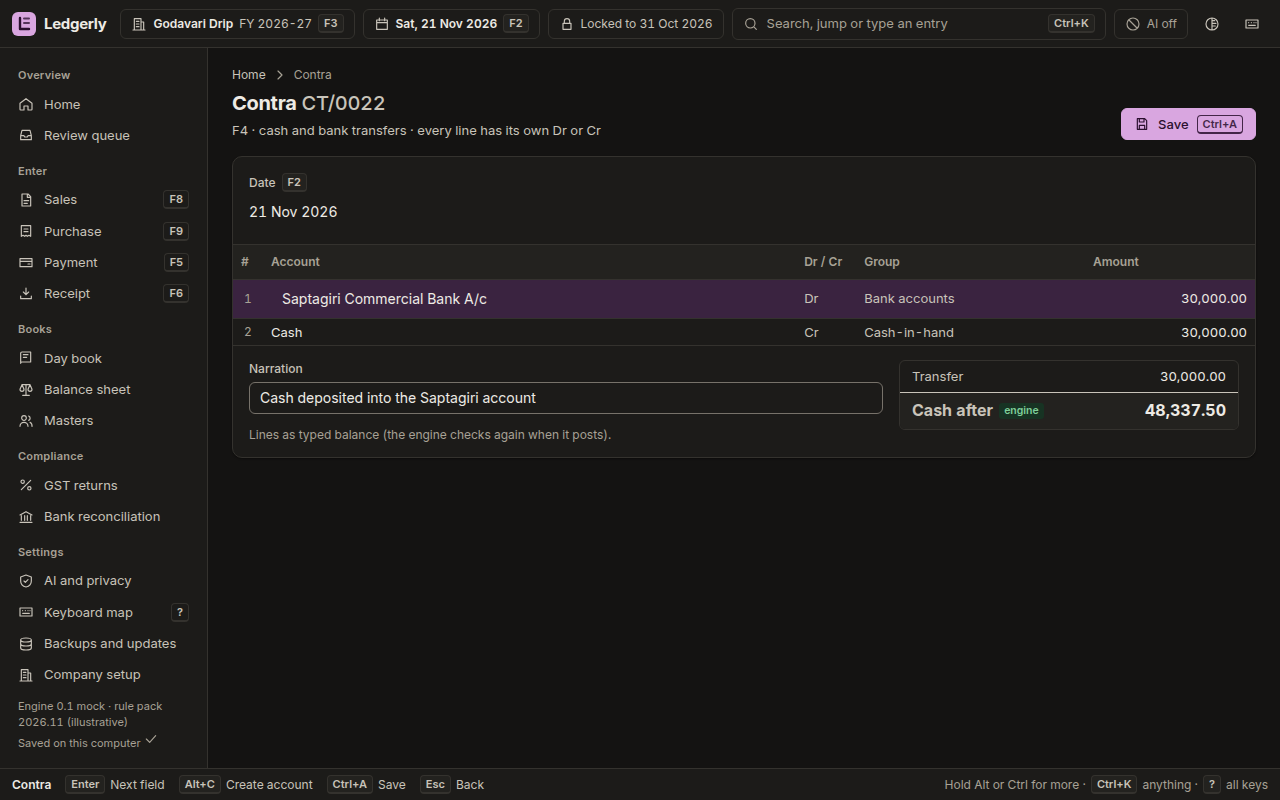 Ledgerly
Godavari Drip FY 2026-27 F3
Sat, 21 Nov 2026 F2
Locked to 31 Oct 2026
Search, jump or type an entry Ctrl+K
AI off
Overview
Home
Review queue
Enter
Sales F8
Purchase F9
Payment F5
Receipt F6
Books
Day book
Balance sheet
Masters
Compliance
GST returns
Bank reconciliation
Settings
AI and privacy
Keyboard map ?
Backups and updates
Company setup
Engine 0.1 mock · rule pack
2026.11 (illustrative)
Saved on this computer
Home > Contra
Contra CT/0022
F4 · cash and bank transfers · every line has its own Dr or Cr
Save Ctrl+A
Date F2
21 Nov 2026
# Account Dr / Cr Group Amount
1 Saptagiri Commercial Bank A/c Dr Bank accounts 30,000.00
2 Cash Cr Cash-in-hand 30,000.00
Narration
Cash deposited into the Saptagiri account
Lines as typed balance (the engine checks again when it posts).
Transfer 30,000.00
Cash after engine 48,337.50
Contra Enter Next field Alt+C Create account Ctrl+A Save Esc Back
Hold Alt or Ctrl for more · Ctrl+K anything · ? all keys